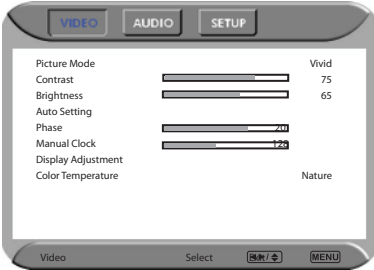 VIDEO AUDIO SETUP
Picture Mode Vivid
Contrast 75
Brightness 65
Auto Setting
Phase 20
Manual Clock 128
Display Adjustment
Color Temperature Nature
Video Select / MENU